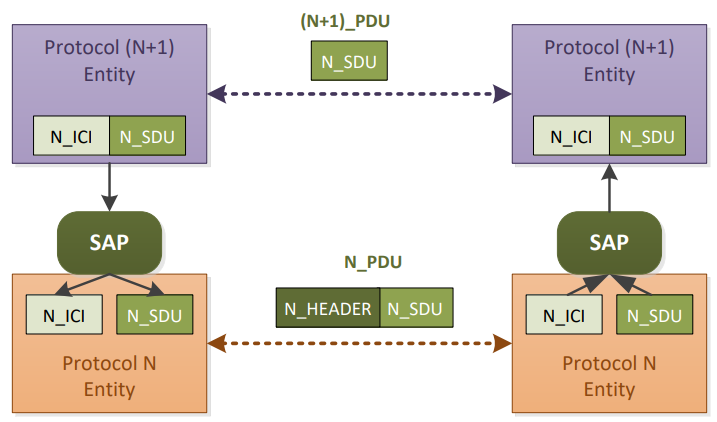 (N+1)_PDU
Protocol (N+1)
Entity
N_SDU
Protocol (N+1)
Entity
N_ICI N_SDU
N_ICI N_SDU
SAP
SAP
N_PDU
N_ICI N_SDU
N_HEADER N_SDU
N_ICI N_SDU
Protocol N
Entity
Protocol N
Entity